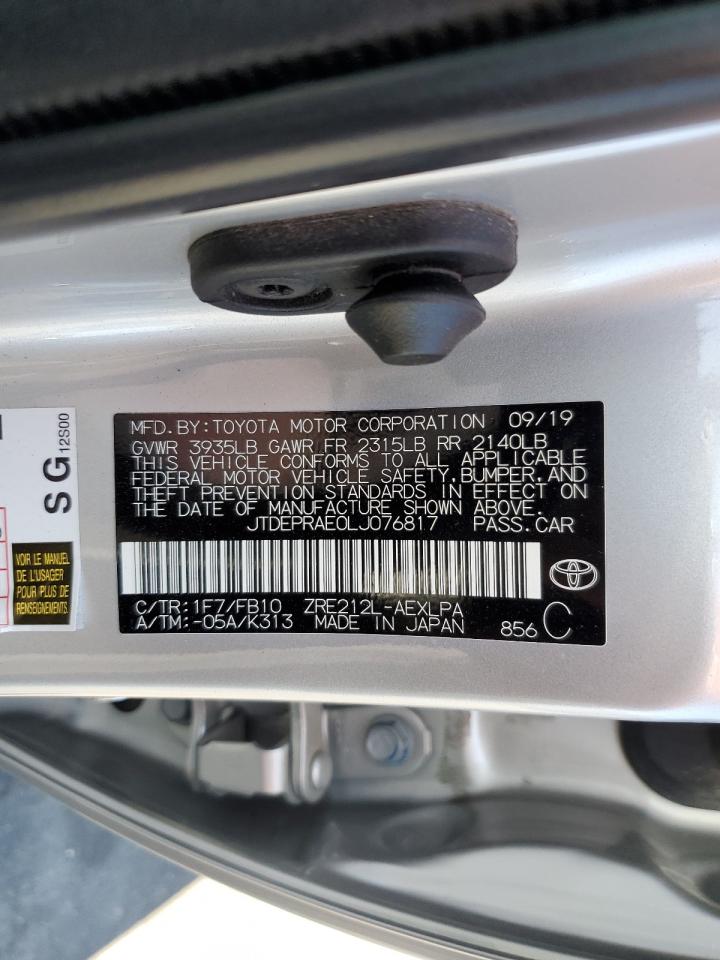 MFD.BY:TOYOTA MOTOR CORPORATION 09/19
GVWR 3935LB GAWR FR 2315LB RR 2140LB
THIS VEHICLE CONFORMS TO ALL APPLICABLE
FEDERAL MOTOR VEHICLE SAFETY,BUMPER,AND
THEFT PREVENTION STANDARDS IN EFFECT ON
THE DATE OF MANUFACTURE SHOWN ABOVE.
JTDEPRAE0LJ076817 PASS.CAR
C/TR:1F7/FB10 ZRE212L-AEXLPA
A/TM:-05A/K313 MADE IN JAPAN 856 C
SG
12S00
VOIR LE MANUEL
DE L'USAGER
POUR PLUS DE
RENSEIGNEMENTS.